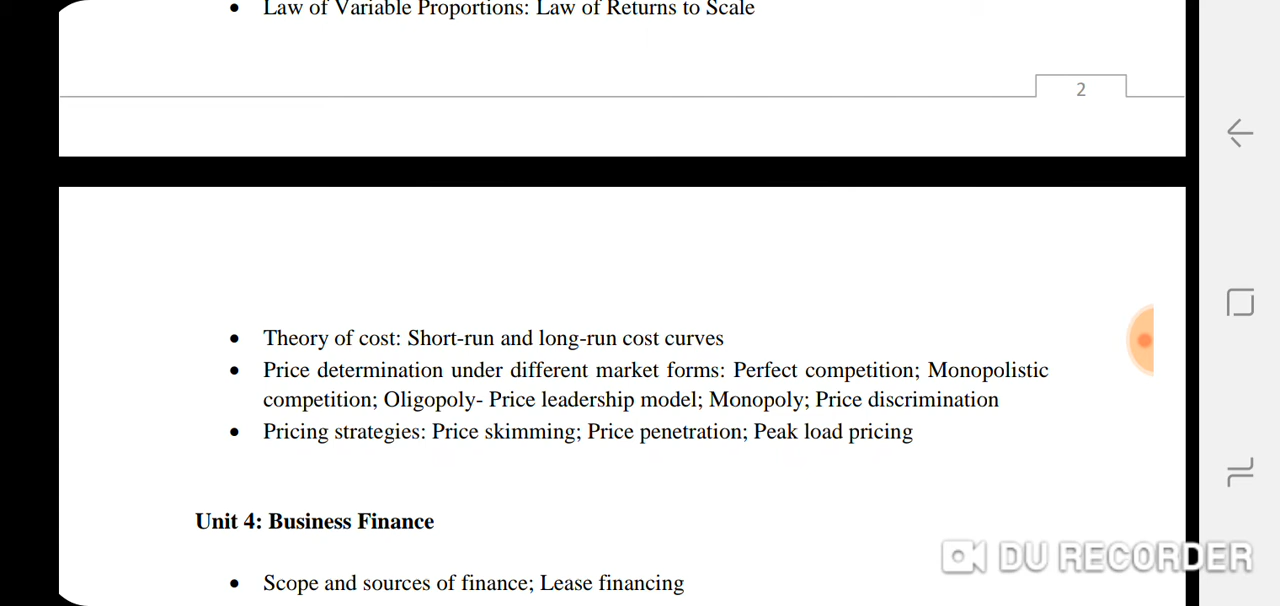 • Law of Variable Proportions: Law of Returns to Scale
2
• Theory of cost: Short-run and long-run cost curves
• Price determination under different market forms: Perfect competition; Monopolistic
competition; Oligopoly- Price leadership model; Monopoly; Price discrimination
• Pricing strategies: Price skimming; Price penetration; Peak load pricing
Unit 4: Business Finance
DU RECORDER
• Scope and sources of finance; Lease financing